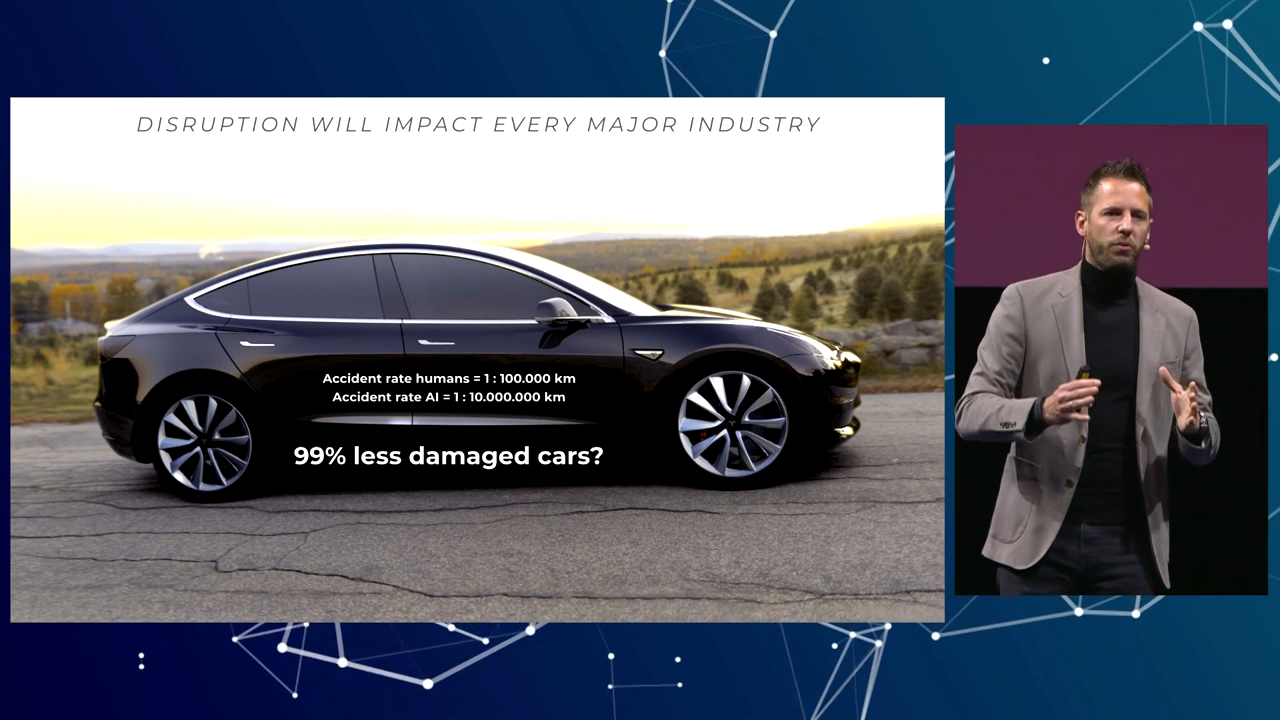 DISRUPTION WILL IMPACT EVERY MAJOR INDUSTRY
Accident rate humans = 1 : 100.000 km
Accident rate AI = 1 : 10.000.000 km
99% less damaged cars?